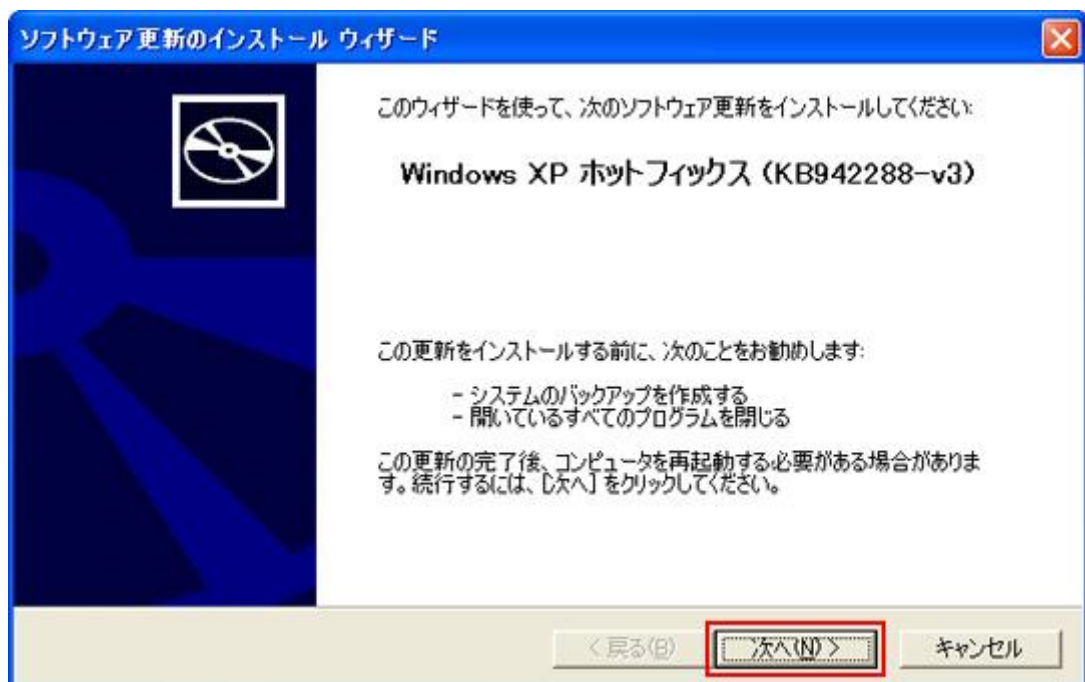 ソフトウェア更新のインストール ウィザード
このウィザードを使って、次のソフトウェア更新をインストールしてください:
Windows XP ホットフィックス (KB942288-v3)
この更新をインストールする前に、次のことをお勧めします:
- システムのバックアップを作成する
- 開いているすべてのプログラムを閉じる
この更新の完了後、コンピュータを再起動する必要がある場合がありま
す。続行するには、[次へ] をクリックしてください。
< 戻る(B) 次へ(N) > キャンセル